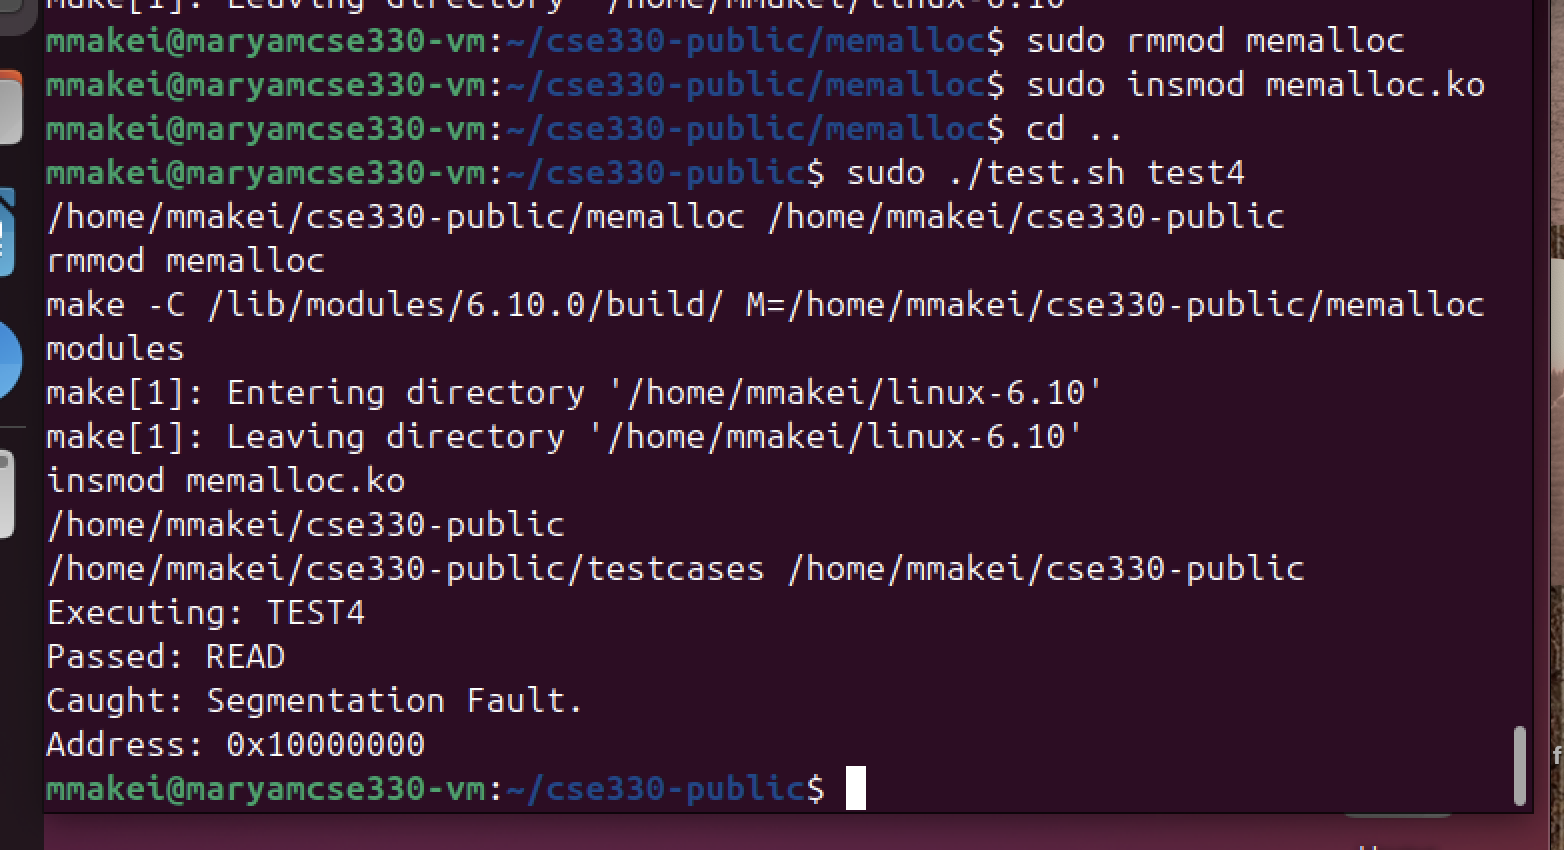 make[1]: Leaving directory '/home/mmakei/linux-6.10'
mmakei@maryamcse330-vm:~/cse330-public/memalloc$ sudo rmmod memalloc
mmakei@maryamcse330-vm:~/cse330-public/memalloc$ sudo insmod memalloc.ko
mmakei@maryamcse330-vm:~/cse330-public/memalloc$ cd ..
mmakei@maryamcse330-vm:~/cse330-public$ sudo ./test.sh test4
/home/mmakei/cse330-public/memalloc /home/mmakei/cse330-public
rmmod memalloc
make -C /lib/modules/6.10.0/build/ M=/home/mmakei/cse330-public/memalloc
modules
make[1]: Entering directory '/home/mmakei/linux-6.10'
make[1]: Leaving directory '/home/mmakei/linux-6.10'
insmod memalloc.ko
/home/mmakei/cse330-public
/home/mmakei/cse330-public/testcases /home/mmakei/cse330-public
Executing: TEST4
Passed: READ
Caught: Segmentation Fault.
Address: 0x10000000
mmakei@maryamcse330-vm:~/cse330-public$